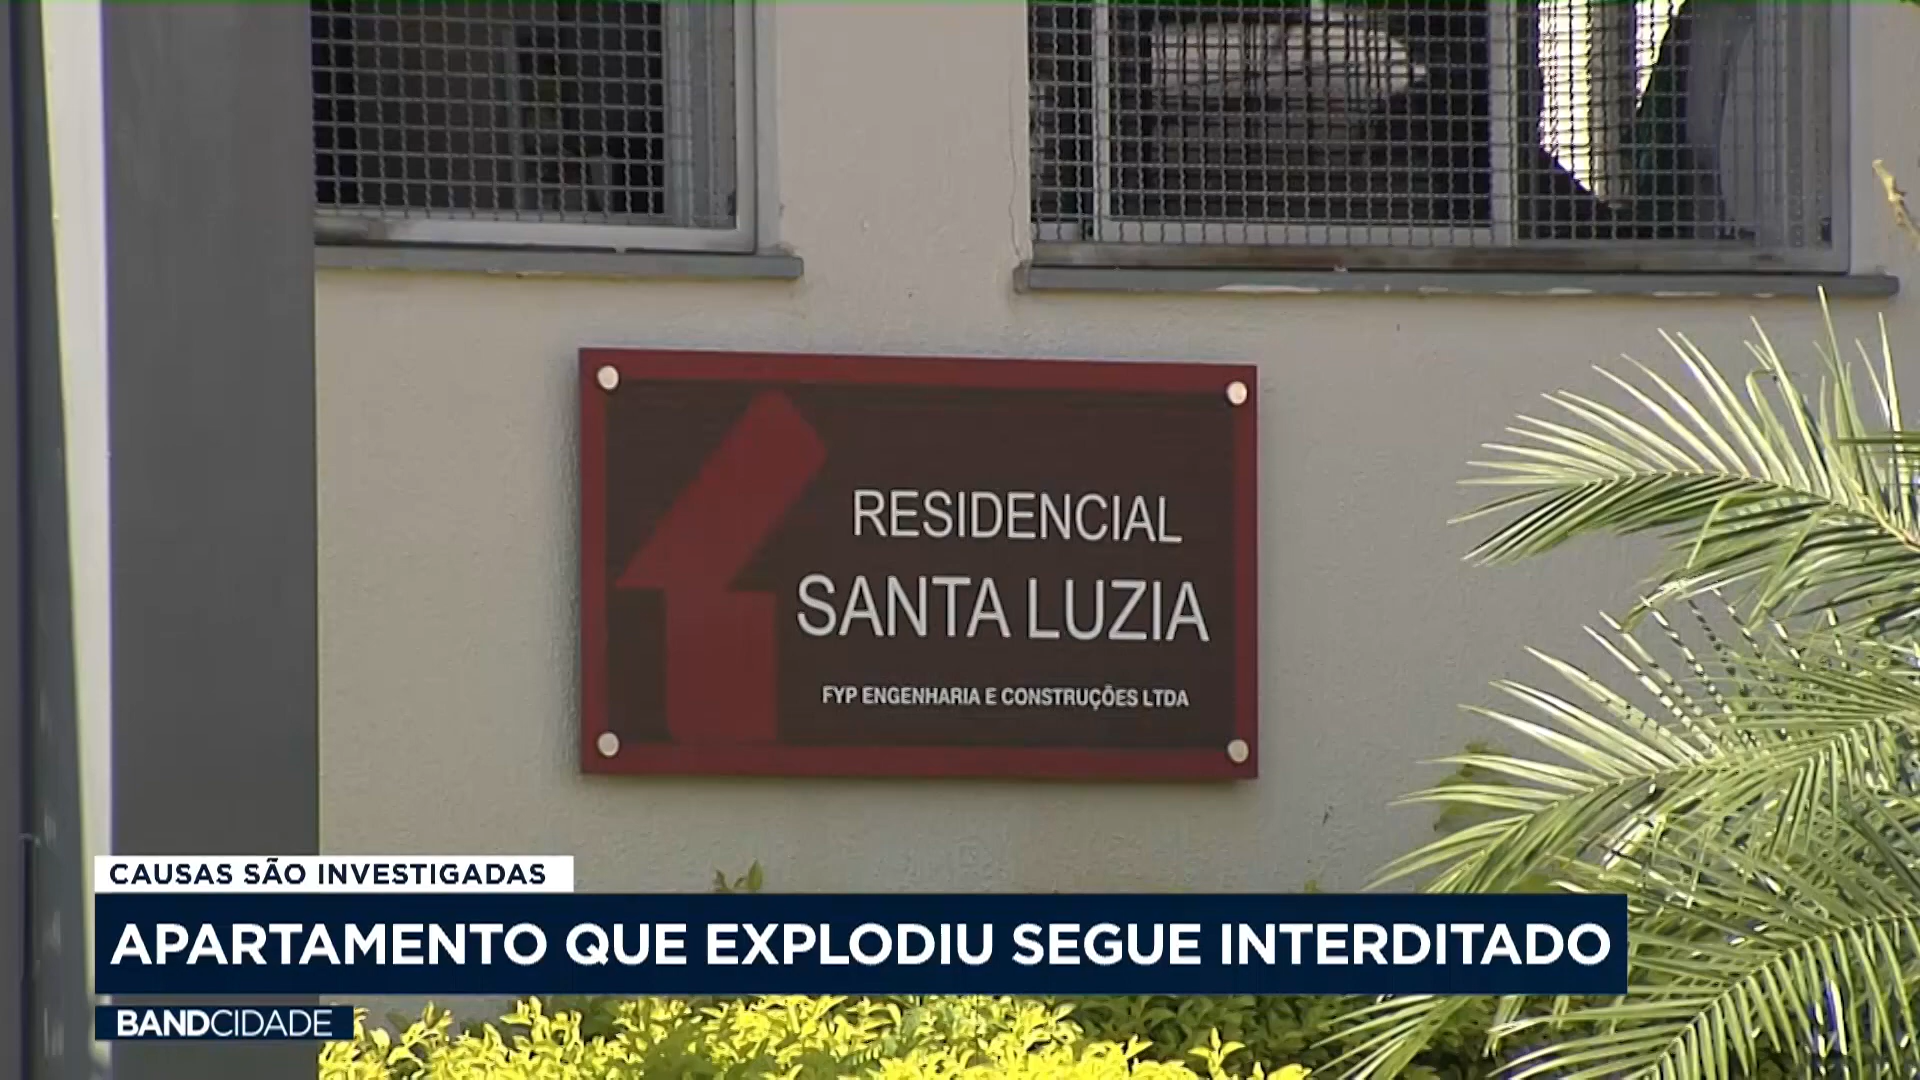 RESIDENCIAL
SANTA LUZIA
FYP ENGENHARIA E CONSTRUÇÕES LTDA
CAUSAS SÃO INVESTIGADAS
APARTAMENTO QUE EXPLODIU SEGUE INTERDITADO
BANDCIDADE